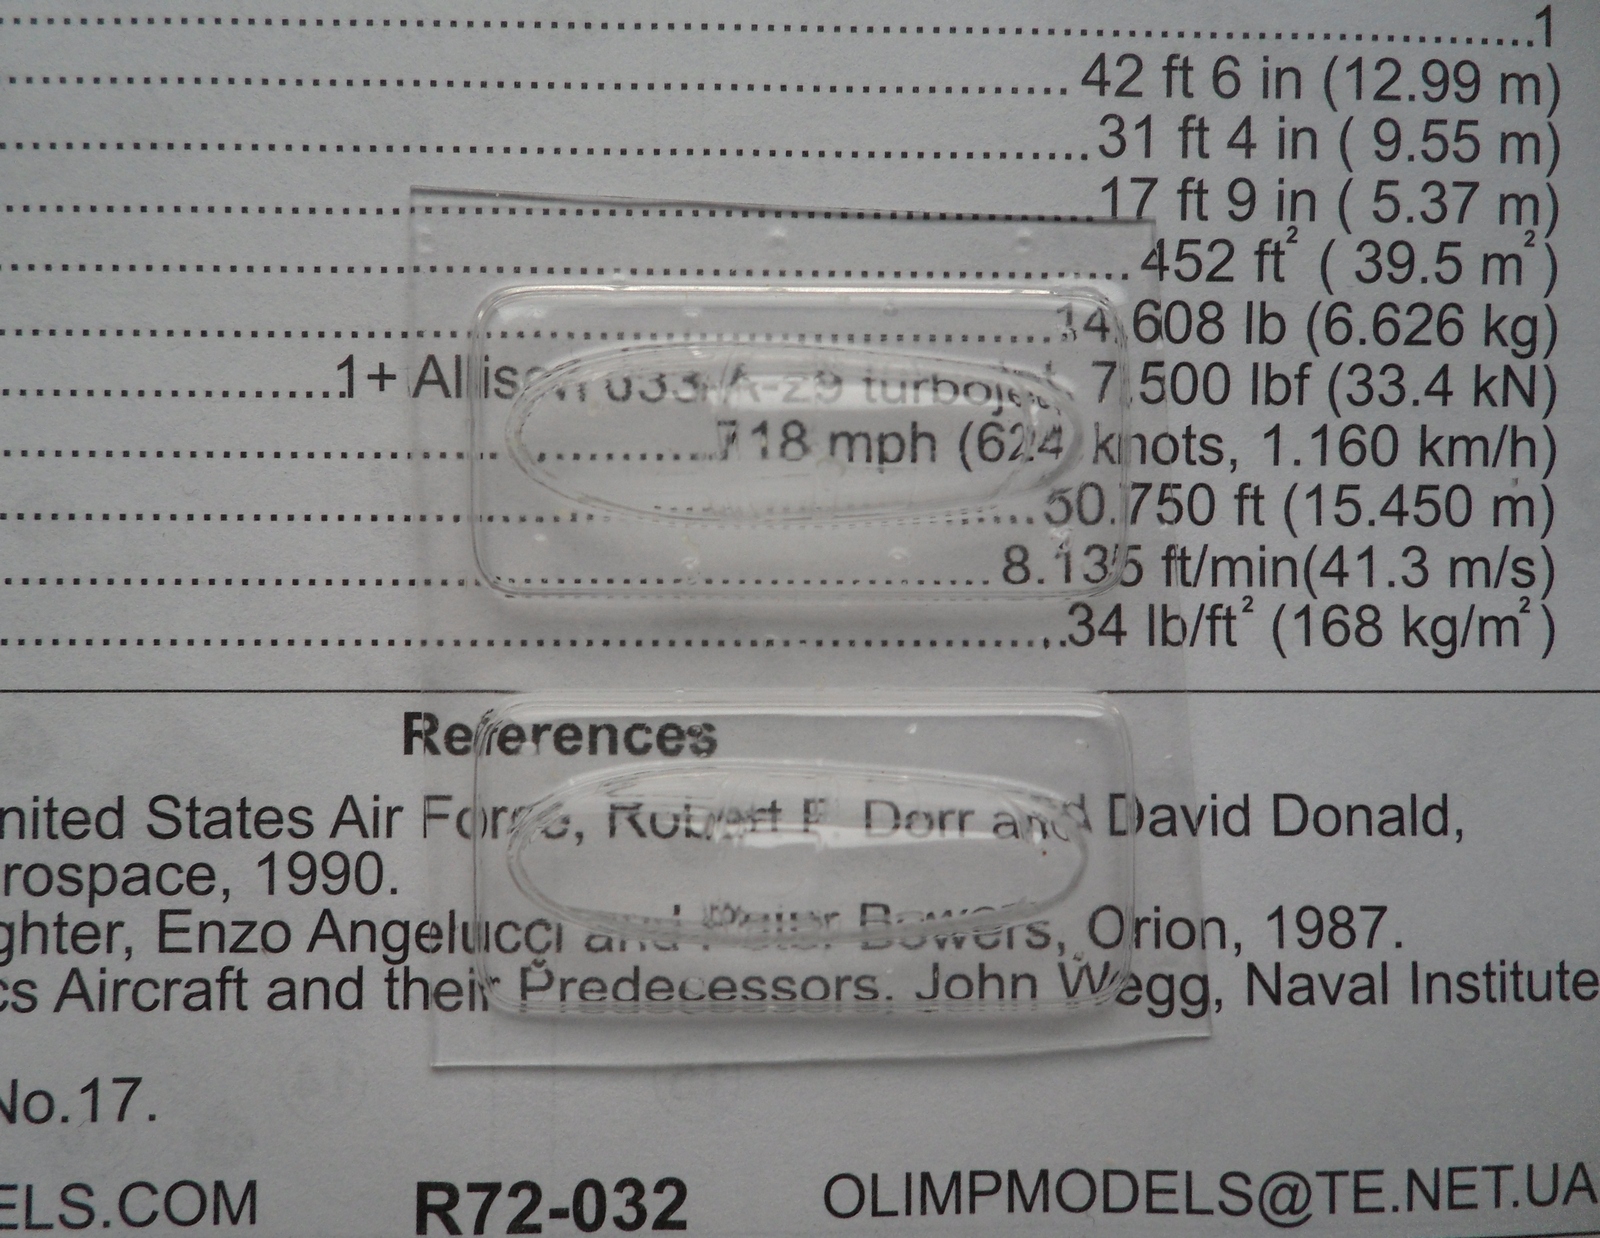 1
42 ft 6 in (12.99 m)
31 ft 4 in ( 9.55 m)
17 ft 9 in ( 5.37 m)
452 ft² ( 39.5 m²)
14.608 lb (6.626 kg)
1+ Allison turbojet, 7.500 lbf (33.4 kN)
718 mph (624 knots, 1.160 km/h)
50.750 ft (15.450 m)
8.135 ft/min(41.3 m/s)
34 lb/ft² (168 kg/m²)
References
nited States Air Force, Robert F. Dorr and David Donald,
rospace, 1990.
ghter, Enzo Angelucci and Peter Bowers, Orion, 1987.
cs Aircraft and their Predecessors. John Wegg, Naval Institute
No.17.
ELS.COM
R72-032
OLIMPMODELS@TE.NET.UA